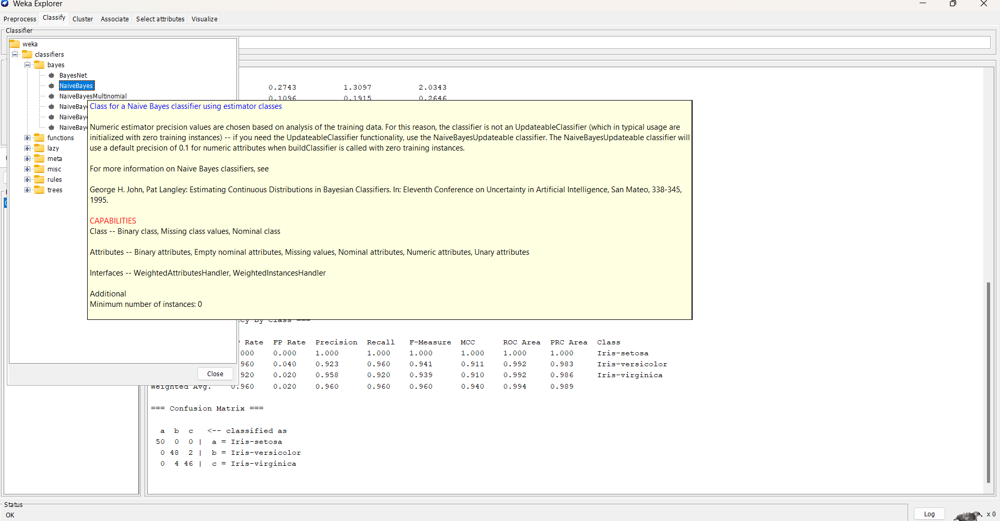 Weka Explorer
Preprocess Classify Cluster Associate Select attributes Visualize
Classifier
weka
classifiers
bayes
BayesNet
NaiveBayes
NaiveBayesMultinomial
NaiveBay
NaiveBay
NaiveBay
functions
lazy
meta
misc
rules
trees
Close
0.2743 1.3097 2.0343
0.1096 0.1915 0.2646
Class for a Naive Bayes classifier using estimator classes
Numeric estimator precision values are chosen based on analysis of the training data. For this reason, the classifier is not an UpdateableClassifier (which in typical usage are
initialized with zero training instances) -- if you need the UpdateableClassifier functionality, use the NaiveBayesUpdateable classifier. The NaiveBayesUpdateable classifier will
use a default precision of 0.1 for numeric attributes when buildClassifier is called with zero training instances.
For more information on Naive Bayes classifiers, see
George H. John, Pat Langley: Estimating Continuous Distributions in Bayesian Classifiers. In: Eleventh Conference on Uncertainty in Artificial Intelligence, San Mateo, 338-345,
1995.
CAPABILITIES
Class -- Binary class, Missing class values, Nominal class
Attributes -- Binary attributes, Empty nominal attributes, Missing values, Nominal attributes, Numeric attributes, Unary attributes
Interfaces -- WeightedAttributesHandler, WeightedInstancesHandler
Additional
Minimum number of instances: 0
cy By Class ===
Rate FP Rate Precision Recall F-Measure MCC ROC Area PRC Area Class
000 0.000 1.000 1.000 1.000 1.000 1.000 1.000 Iris-setosa
960 0.040 0.923 0.960 0.941 0.911 0.992 0.983 Iris-versicolor
920 0.020 0.958 0.920 0.939 0.910 0.992 0.986 Iris-virginica
Weighted Avg. 0.960 0.020 0.960 0.960 0.960 0.940 0.994 0.989
=== Confusion Matrix ===
a b c <-- classified as
50 0 0 | a = Iris-setosa
0 48 2 | b = Iris-versicolor
0 4 46 | c = Iris-virginica
Status
OK
Log
x 0